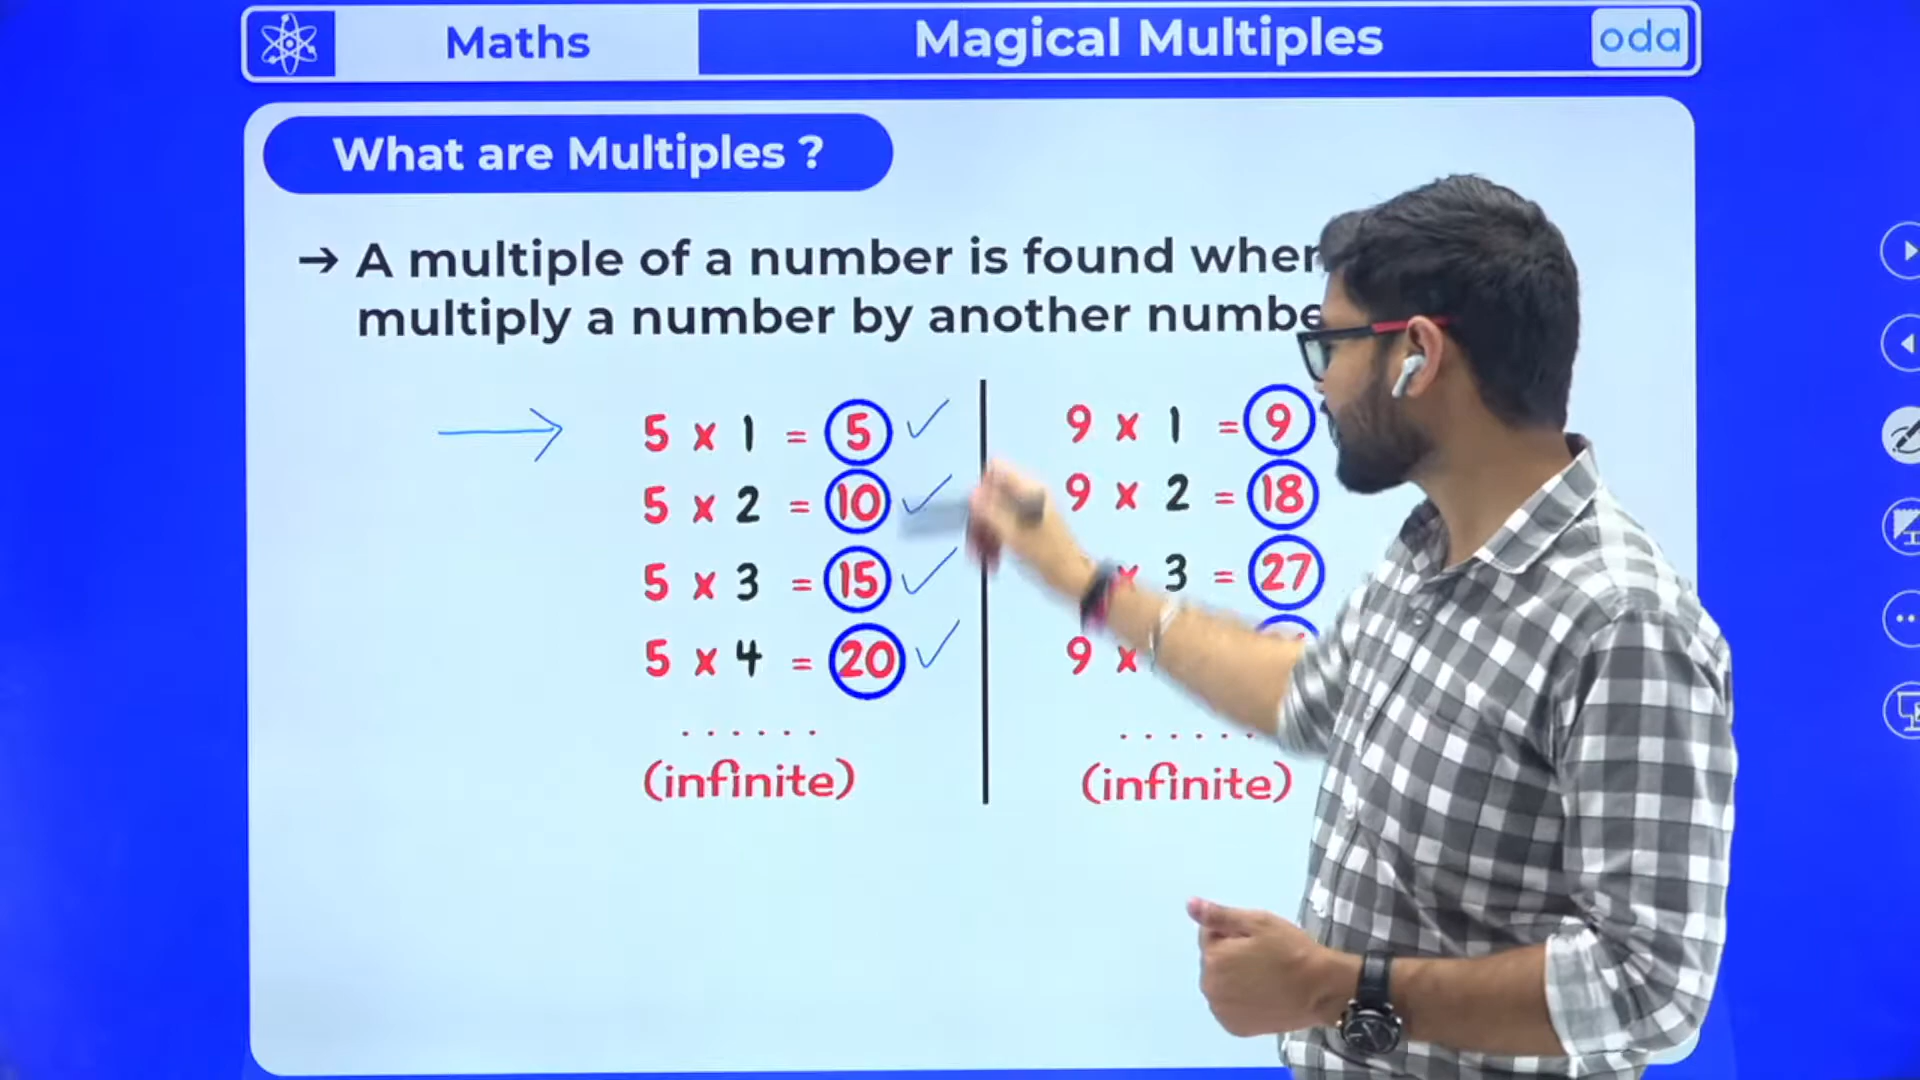 Maths
Magical Multiples
oda
What are Multiples ?
→ A multiple of a number is found when
multiply a number by another
5 x 1 = 5 ✓
5 x 2 = 10 ✓
5 x 3 = 15 ✓
5 x 4 = 20 ✓
......
(infinite)
9 x 1 = 9
9 x 2 = 18
x 3 = 27
9 x
......
(infinite)